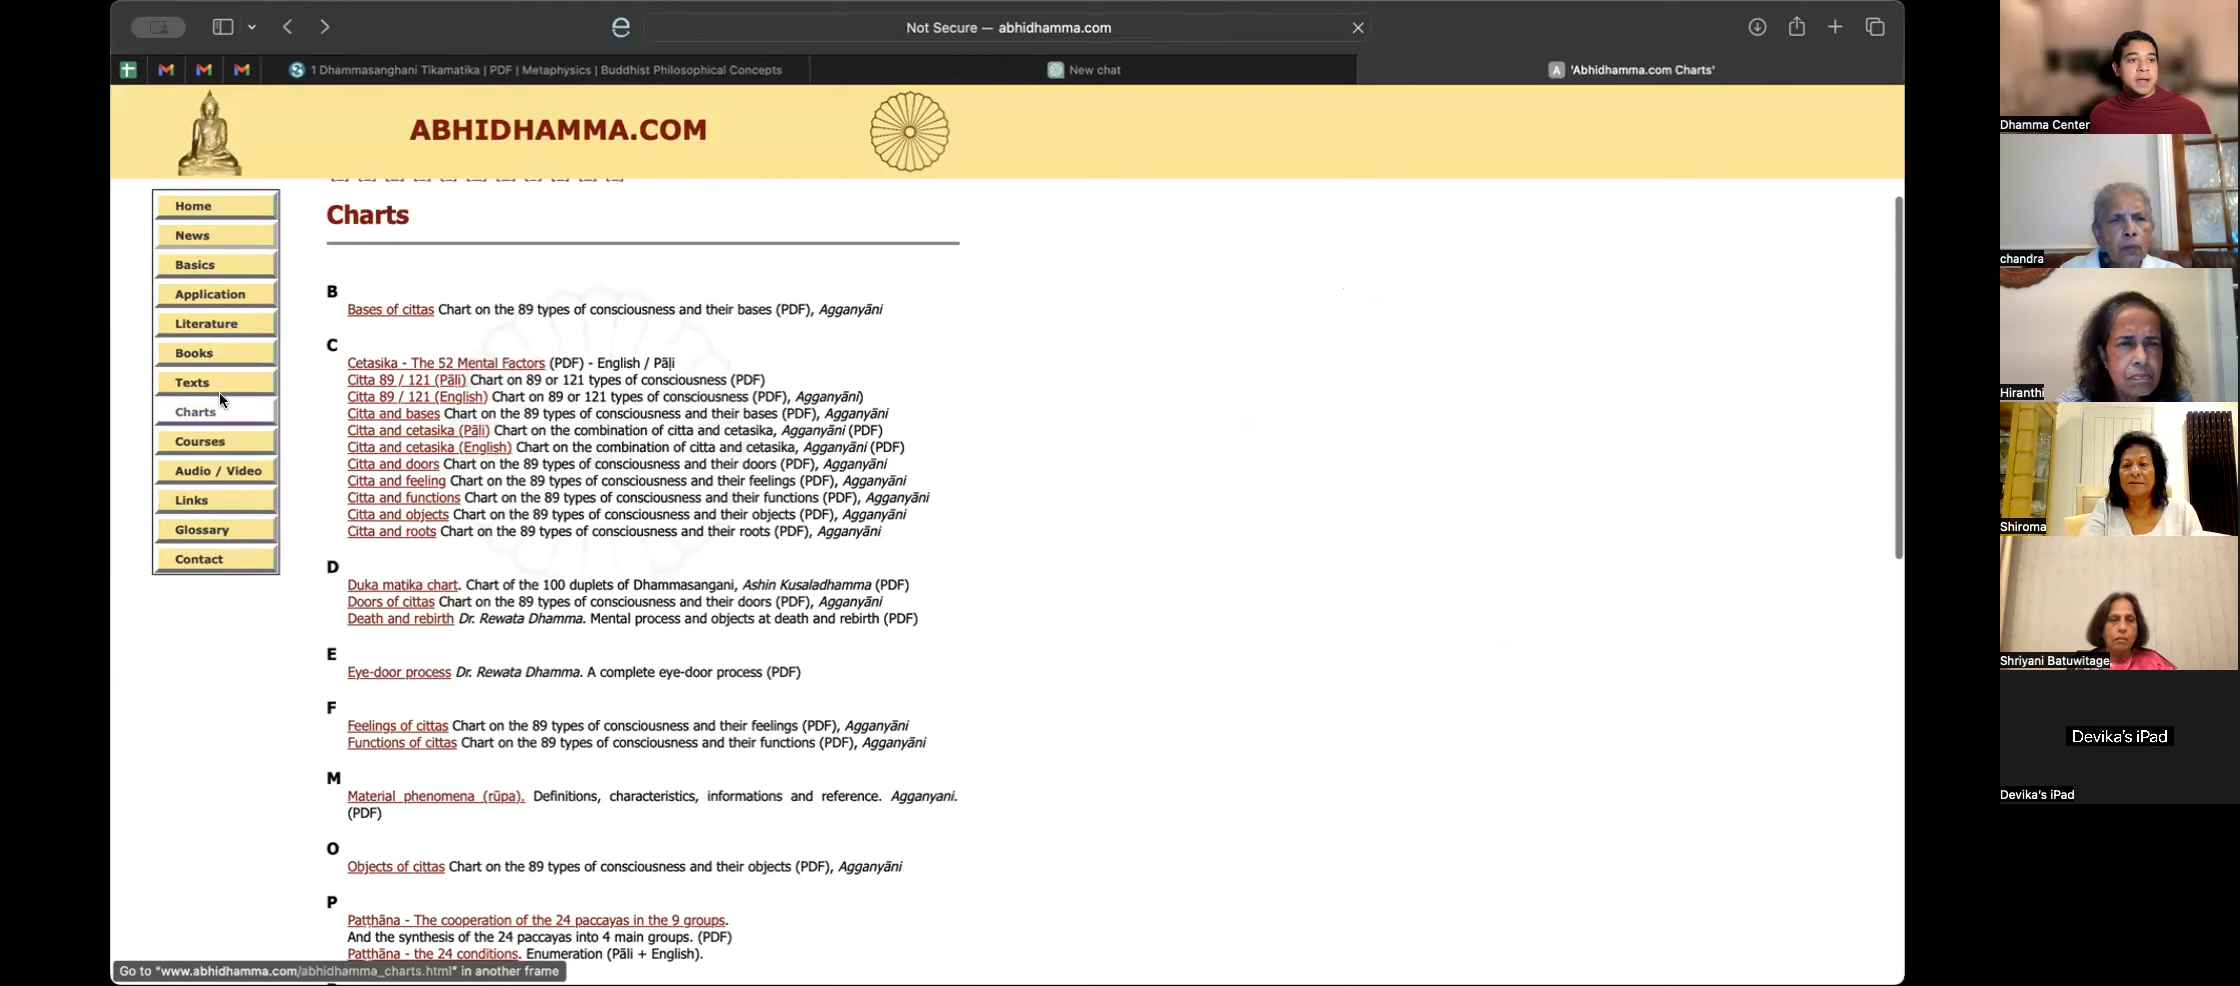 Not Secure — abhidhamma.com
1 Dhammasanghani Tikamatika | PDF | Metaphysics | Buddhist Philosophical Concepts
New chat
A 'Abhidhamma.com Charts'
ABHIDHAMMA.COM
Home
News
Basics
Application
Literature
Books
Texts
Charts
Courses
Audio / Video
Links
Glossary
Contact
Charts
B
Bases of cittas Chart on the 89 types of consciousness and their bases (PDF), Agganyāni
C
Cetasika - The 52 Mental Factors (PDF) - English / Pāḷi
Citta 89 / 121 (Pāḷi) Chart on 89 or 121 types of consciousness (PDF)
Citta 89 / 121 (English) Chart on 89 or 121 types of consciousness (PDF), Agganyāni)
Citta and bases Chart on the 89 types of consciousness and their bases (PDF), Agganyāni
Citta and cetasika (Pāḷi) Chart on the combination of citta and cetasika, Agganyāni (PDF)
Citta and cetasika (English) Chart on the combination of citta and cetasika, Agganyāni (PDF)
Citta and doors Chart on the 89 types of consciousness and their doors (PDF), Agganyāni
Citta and feeling Chart on the 89 types of consciousness and their feelings (PDF), Agganyāni
Citta and functions Chart on the 89 types of consciousness and their functions (PDF), Agganyāni
Citta and objects Chart on the 89 types of consciousness and their objects (PDF), Agganyāni
Citta and roots Chart on the 89 types of consciousness and their roots (PDF), Agganyāni
D
Duka matika chart. Chart of the 100 duplets of Dhammasangani, Ashin Kusaladhamma (PDF)
Doors of cittas Chart on the 89 types of consciousness and their doors (PDF), Agganyāni
Death and rebirth Dr. Rewata Dhamma. Mental process and objects at death and rebirth (PDF)
E
Eye-door process Dr. Rewata Dhamma. A complete eye-door process (PDF)
F
Feelings of cittas Chart on the 89 types of consciousness and their feelings (PDF), Agganyāni
Functions of cittas Chart on the 89 types of consciousness and their functions (PDF), Agganyāni
M
Material phenomena (rūpa). Definitions, characteristics, informations and reference. Agganyani.
(PDF)
O
Objects of cittas Chart on the 89 types of consciousness and their objects (PDF), Agganyāni
P
Paṭṭhāna - The cooperation of the 24 paccayas in the 9 groups.
And the synthesis of the 24 paccayas into 4 main groups. (PDF)
Paṭṭhāna - the 24 conditions. Enumeration (Pāli + English).
Go to "www.abhidhamma.com/abhidhamma_charts.html" in another frame
Dhamma Center
chandra
Hiranthi
Shiroma
Shriyani Batuwitage
Devika's iPad
Devika's iPad